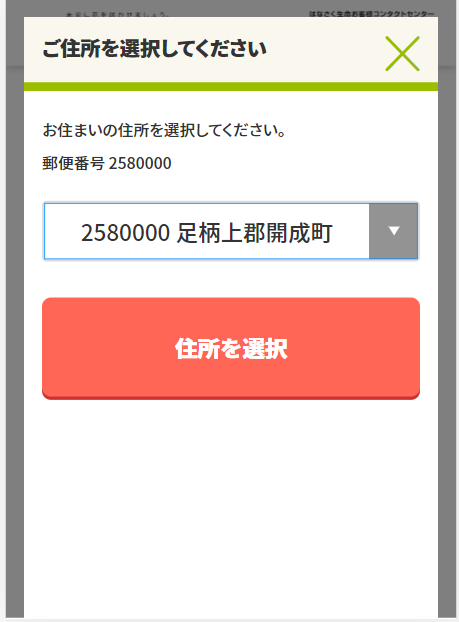 はなさく生命お客様コンタクトセンター
ご住所を選択してください
お住まいの住所を選択してください。
郵便番号 2580000
2580000 足柄上郡開成町
住所を選択